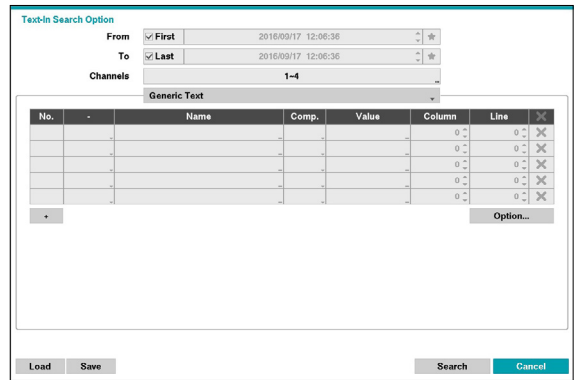 Text-In Search Option
From First 2016/09/17 12:06:36
To Last 2016/09/17 12:06:36
Channels 1~4 ...
Generic Text
No. - Name Comp. Value Column Line
0 0
0 0
0 0
0 0
0 0
+ Option...
Load Save Search Cancel